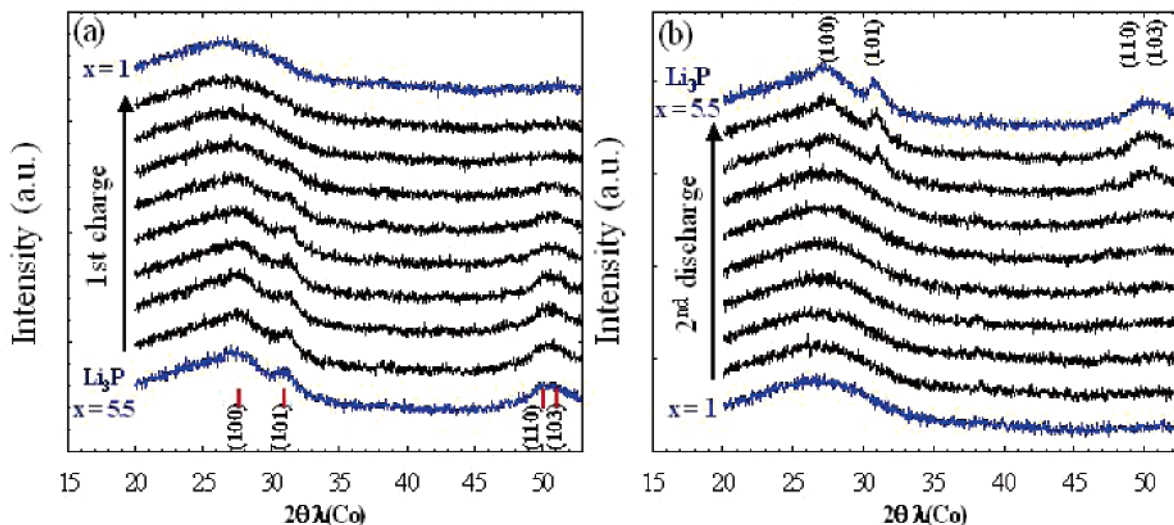 (a)
x = 1
1st charge
Li₃P
x = 55
(100)
(101)
(110)
(103)
Intensity (a.u.)
15 20 25 30 35 40 45 50
2θ λ(Co)
(b)
(100)
(101)
(110)
(103)
Li₃P
x = 5.5
2nd discharge
x = 1
Intensity (a.u.)
15 20 25 30 35 40 45 50
2θ λ(Co)